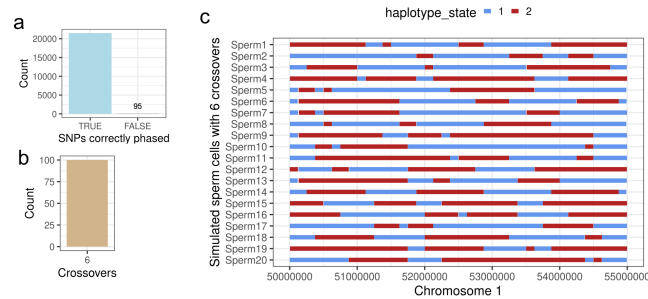 a
Count
20000
15000
10000
5000
0
95
TRUE
FALSE
SNPs correctly phased
b
Count
100
75
50
25
0
6
Crossovers
c
haplotype_state 1 2
Simulated sperm cells with 6 crossovers
Sperm1
Sperm2
Sperm3
Sperm4
Sperm5
Sperm6
Sperm7
Sperm8
Sperm9
Sperm10
Sperm11
Sperm12
Sperm13
Sperm14
Sperm15
Sperm16
Sperm17
Sperm18
Sperm19
Sperm20
50000000 51000000 52000000 53000000 54000000 55000000
Chromosome 1